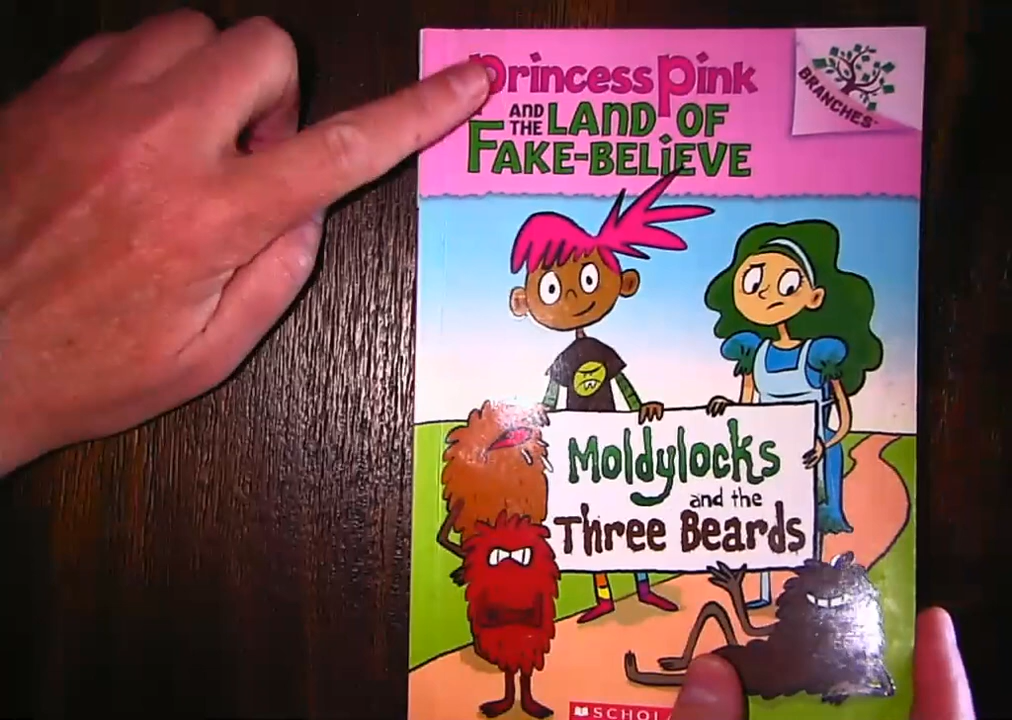 Princess Pink
AND THE LAND OF
FAKE-BELiEVE
BRANCHES
Moldylocks
and the
Three Beards